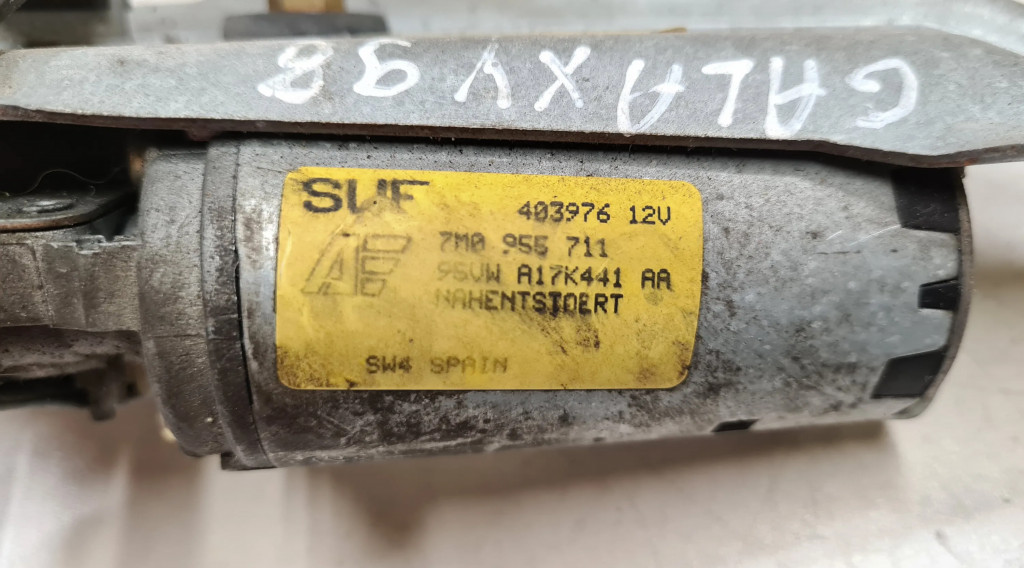 GALAXY 98
SWF
403976 12V
7M0 955 711
95VW A17K441 AA
NAHENTSTOERT
SW4 SPAIN